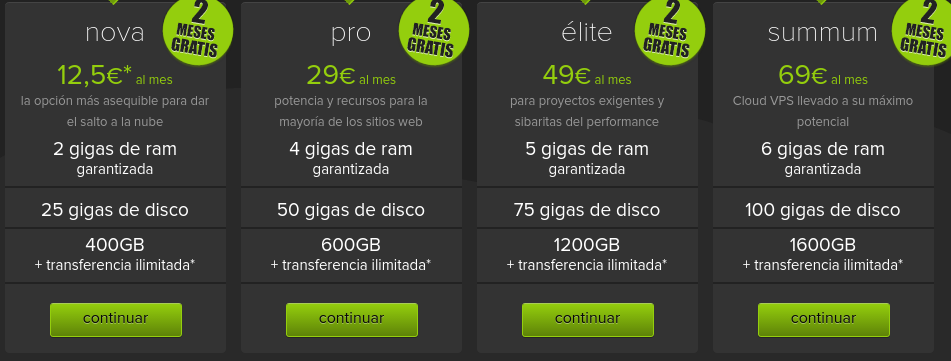 nova
2
MESES
GRATIS
12,5€* al mes
la opción más asequible para dar
el salto a la nube
2 gigas de ram
garantizada
25 gigas de disco
400GB
+ transferencia ilimitada*
continuar
pro
2
MESES
GRATIS
29€ al mes
potencia y recursos para la
mayoría de los sitios web
4 gigas de ram
garantizada
50 gigas de disco
600GB
+ transferencia ilimitada*
continuar
élite
2
MESES
GRATIS
49€ al mes
para proyectos exigentes y
sibaritas del performance
5 gigas de ram
garantizada
75 gigas de disco
1200GB
+ transferencia ilimitada*
continuar
summum
2
MESES
GRATIS
69€ al mes
Cloud VPS llevado a su máximo
potencial
6 gigas de ram
garantizada
100 gigas de disco
1600GB
+ transferencia ilimitada*
continuar